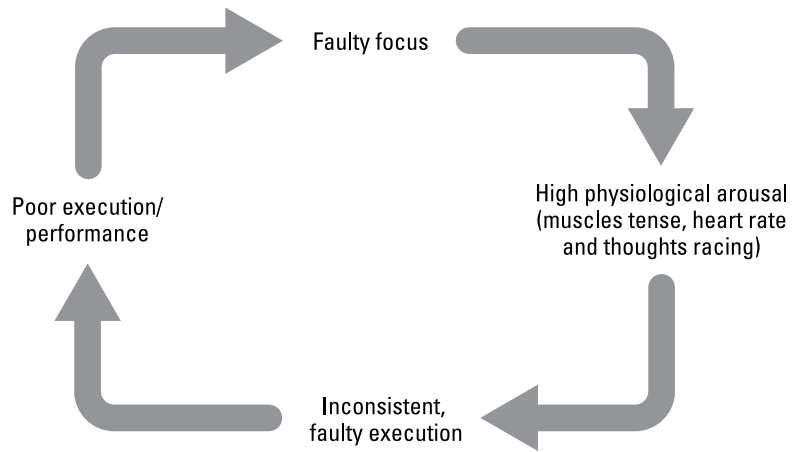 Faulty focus
High physiological arousal
(muscles tense, heart rate
and thoughts racing)
Inconsistent,
faulty execution
Poor execution/
performance